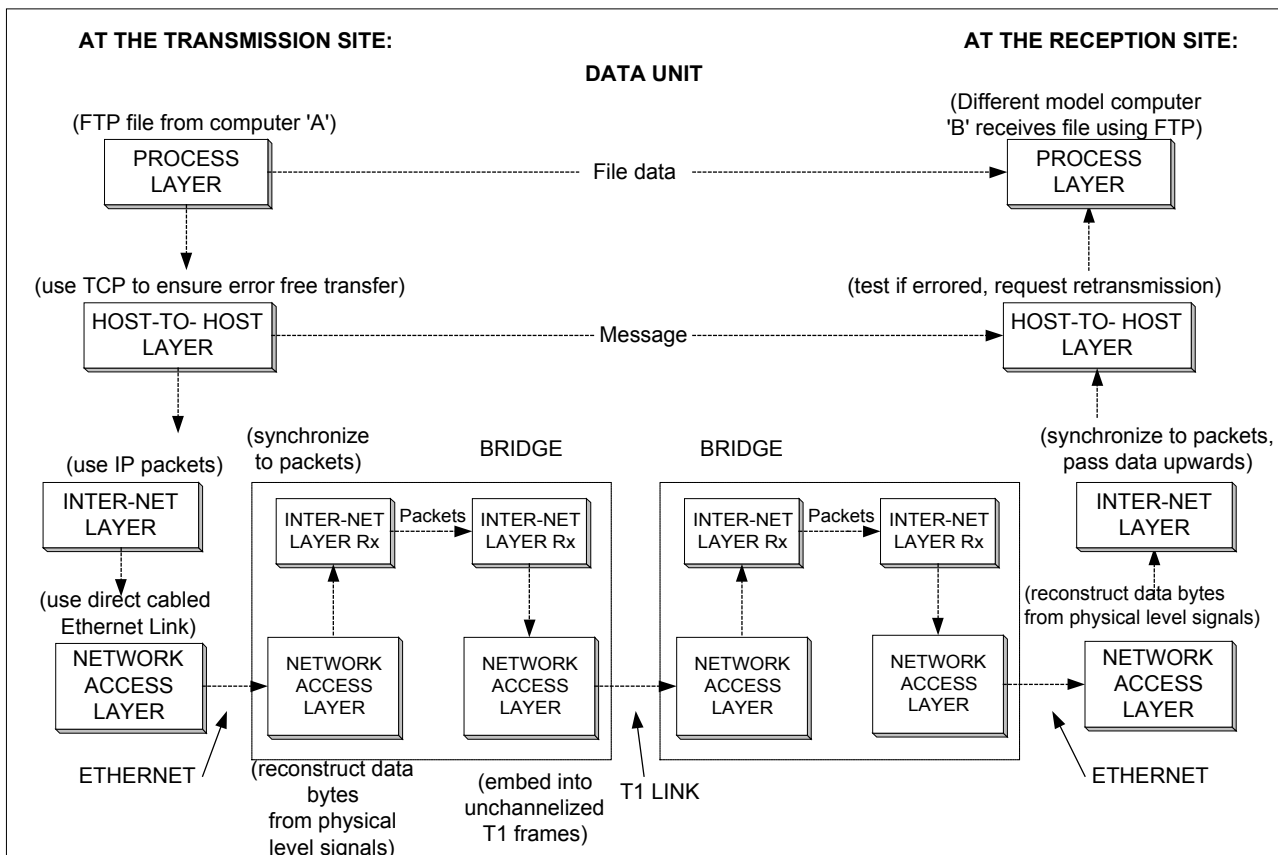 AT THE TRANSMISSION SITE:
AT THE RECEPTION SITE:
DATA UNIT
(FTP file from computer 'A')
(Different model computer
'B' receives file using FTP)
PROCESS
LAYER
File data
PROCESS
LAYER
(use TCP to ensure error free transfer)
(test if errored, request retransmission)
HOST-TO- HOST
LAYER
Message
HOST-TO- HOST
LAYER
(use IP packets)
(synchronize
to packets)
BRIDGE
BRIDGE
(synchronize to packets,
pass data upwards)
INTER-NET
LAYER
INTER-NET
LAYER Rx
Packets
INTER-NET
LAYER Rx
INTER-NET
LAYER Rx
Packets
INTER-NET
LAYER Rx
INTER-NET
LAYER
(use direct cabled
Ethernet Link)
(reconstruct data bytes
from physical level signals)
NETWORK
ACCESS
LAYER
NETWORK
ACCESS
LAYER
NETWORK
ACCESS
LAYER
NETWORK
ACCESS
LAYER
NETWORK
ACCESS
LAYER
NETWORK
ACCESS
LAYER
ETHERNET
(reconstruct data
bytes
from physical
level signals)
(embed into
unchannelized
T1 frames)
T1 LINK
ETHERNET